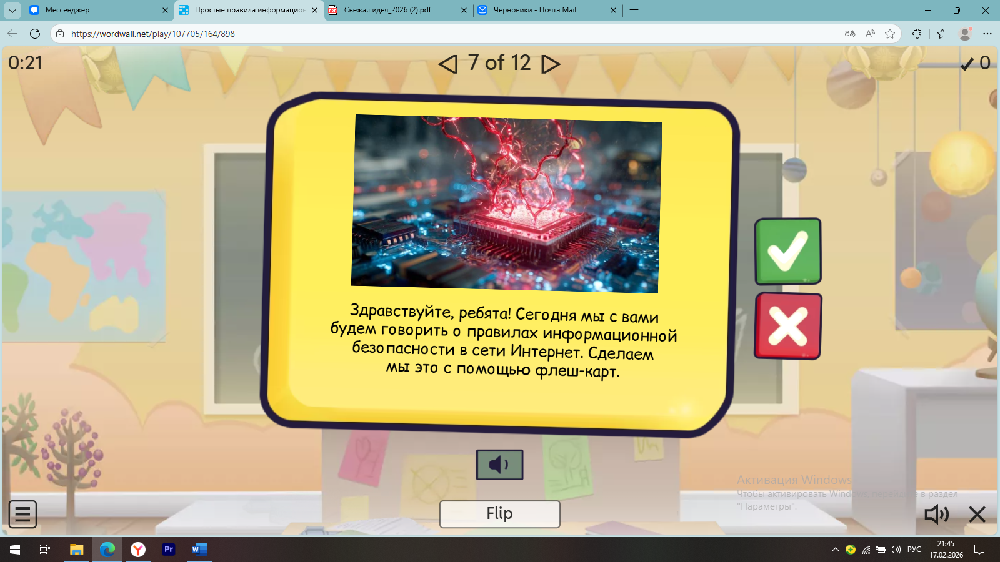 Мессенджер
Простые правила информацион
Свежая идея_2026 (2).pdf
Черновики - Почта Mail
https://wordwall.net/play/107705/164/898
0:21
7 of 12
0
Здравствуйте, ребята! Сегодня мы с вами
будем говорить о правилах информационной
безопасности в сети Интернет. Сделаем
мы это с помощью флеш-карт.
Активация Windows
Чтобы активировать Windows, перейдите в раздел
"Параметры".
Flip
РУС
21:45
17.02.2026